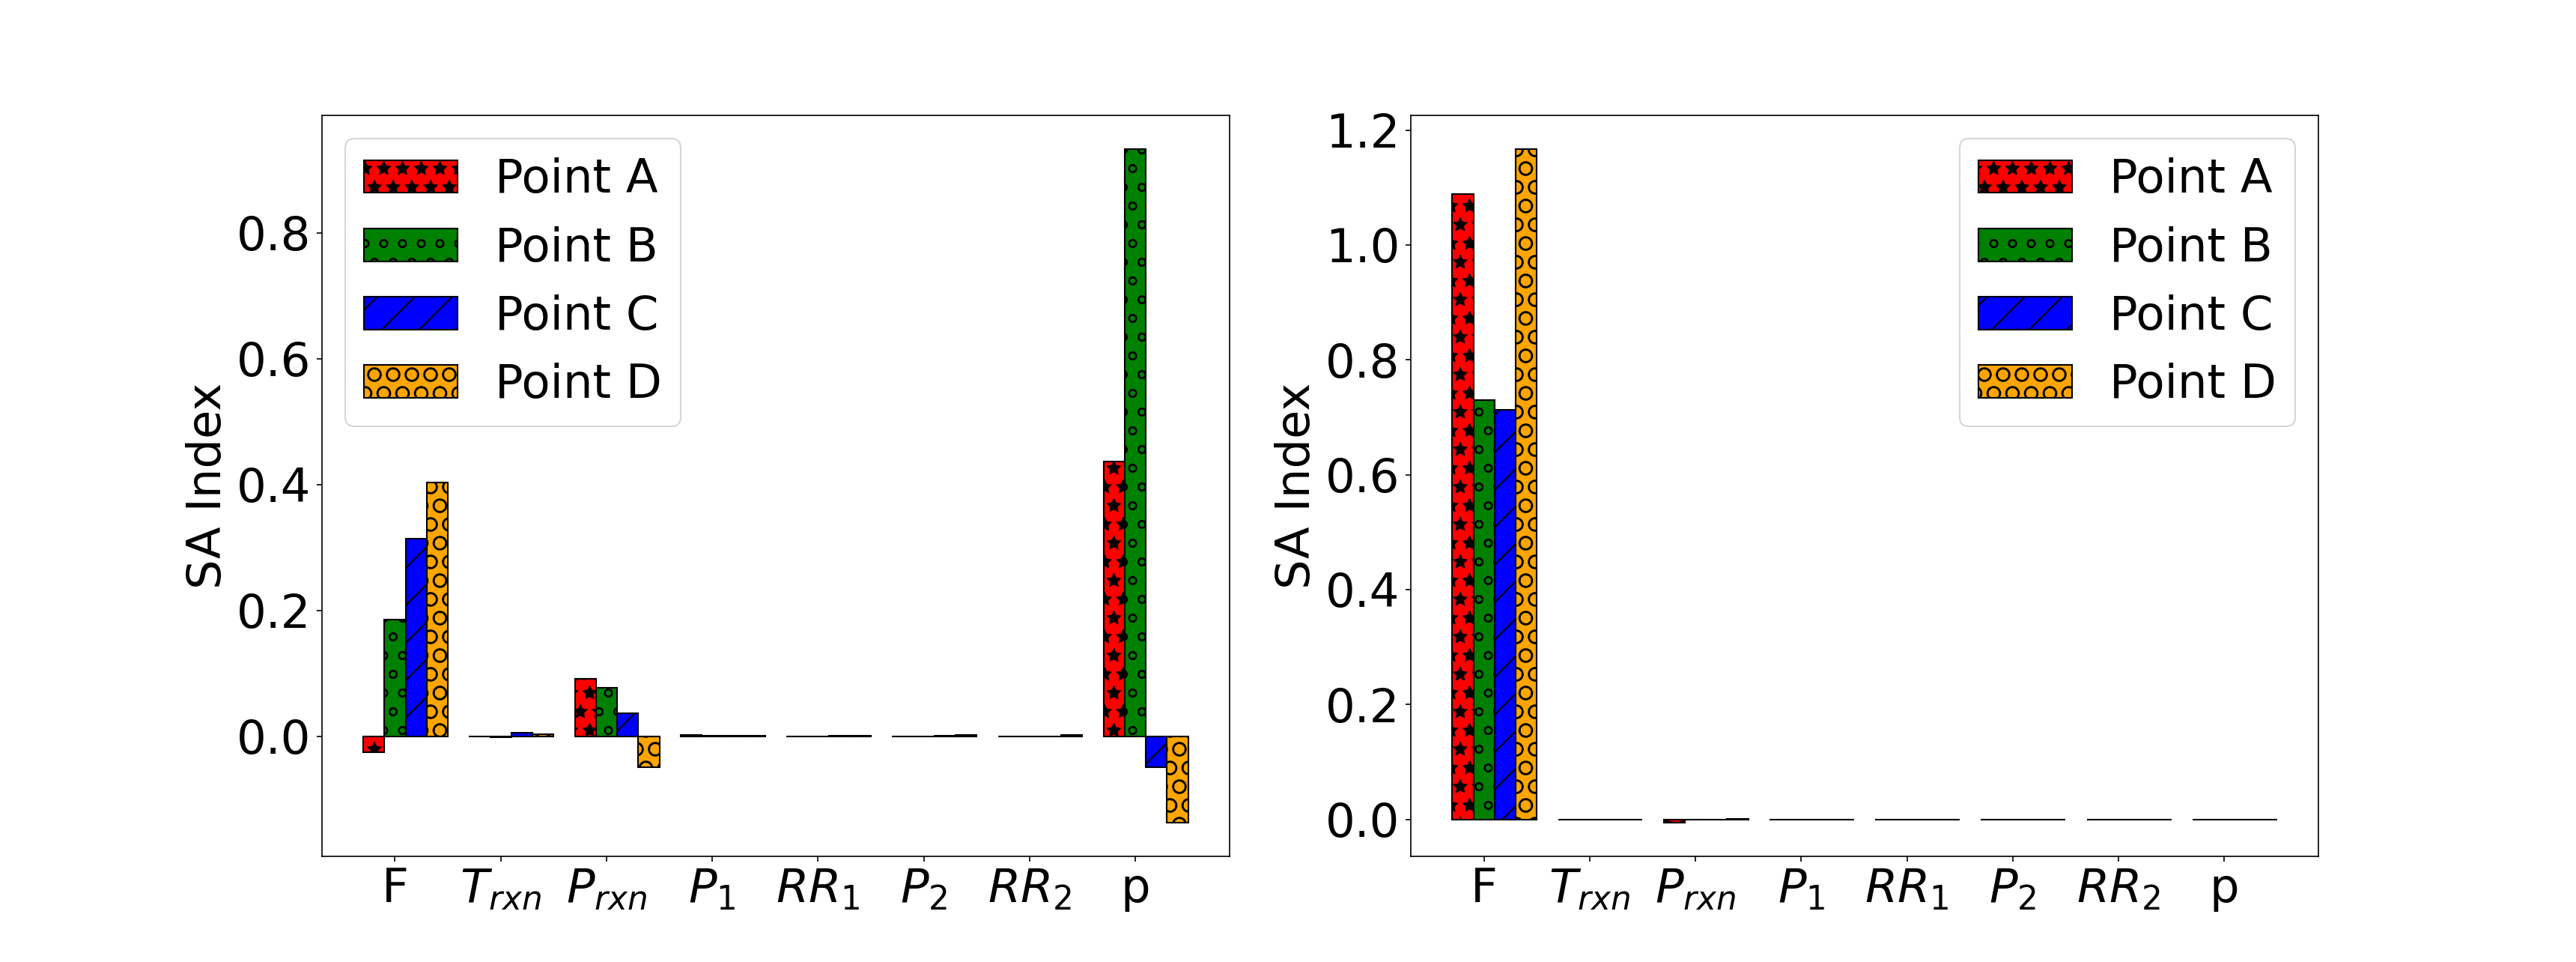 SA Index
0.8
0.6
0.4
0.2
0.0
Point A
Point B
Point C
Point D
F T_rxn P_rxn P_1 RR_1 P_2 RR_2 p
SA Index
1.2
1.0
0.8
0.6
0.4
0.2
0.0
Point A
Point B
Point C
Point D
F T_rxn P_rxn P_1 RR_1 P_2 RR_2 p